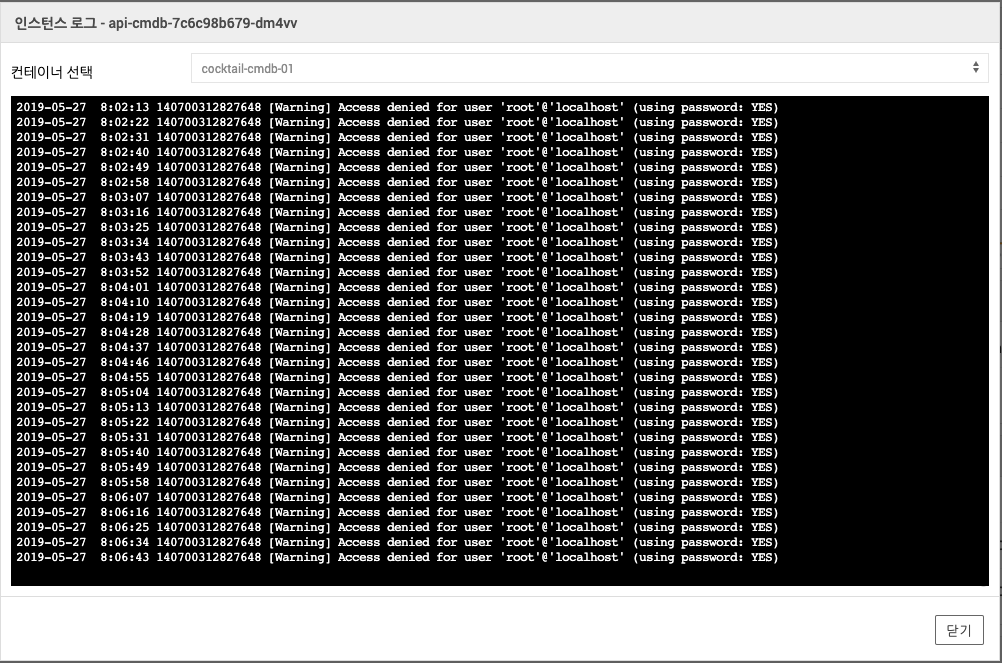 인스턴스 로그 - api-cmdb-7c6c98b679-dm4vv
컨테이너 선택
cocktail-cmdb-01
2019-05-27  8:02:13 140700312827648 [Warning] Access denied for user 'root'@'localhost' (using password: YES)
2019-05-27  8:02:22 140700312827648 [Warning] Access denied for user 'root'@'localhost' (using password: YES)
2019-05-27  8:02:31 140700312827648 [Warning] Access denied for user 'root'@'localhost' (using password: YES)
2019-05-27  8:02:40 140700312827648 [Warning] Access denied for user 'root'@'localhost' (using password: YES)
2019-05-27  8:02:49 140700312827648 [Warning] Access denied for user 'root'@'localhost' (using password: YES)
2019-05-27  8:02:58 140700312827648 [Warning] Access denied for user 'root'@'localhost' (using password: YES)
2019-05-27  8:03:07 140700312827648 [Warning] Access denied for user 'root'@'localhost' (using password: YES)
2019-05-27  8:03:16 140700312827648 [Warning] Access denied for user 'root'@'localhost' (using password: YES)
2019-05-27  8:03:25 140700312827648 [Warning] Access denied for user 'root'@'localhost' (using password: YES)
2019-05-27  8:03:34 140700312827648 [Warning] Access denied for user 'root'@'localhost' (using password: YES)
2019-05-27  8:03:43 140700312827648 [Warning] Access denied for user 'root'@'localhost' (using password: YES)
2019-05-27  8:03:52 140700312827648 [Warning] Access denied for user 'root'@'localhost' (using password: YES)
2019-05-27  8:04:01 140700312827648 [Warning] Access denied for user 'root'@'localhost' (using password: YES)
2019-05-27  8:04:10 140700312827648 [Warning] Access denied for user 'root'@'localhost' (using password: YES)
2019-05-27  8:04:19 140700312827648 [Warning] Access denied for user 'root'@'localhost' (using password: YES)
2019-05-27  8:04:28 140700312827648 [Warning] Access denied for user 'root'@'localhost' (using password: YES)
2019-05-27  8:04:37 140700312827648 [Warning] Access denied for user 'root'@'localhost' (using password: YES)
2019-05-27  8:04:46 140700312827648 [Warning] Access denied for user 'root'@'localhost' (using password: YES)
2019-05-27  8:04:55 140700312827648 [Warning] Access denied for user 'root'@'localhost' (using password: YES)
2019-05-27  8:05:04 140700312827648 [Warning] Access denied for user 'root'@'localhost' (using password: YES)
2019-05-27  8:05:13 140700312827648 [Warning] Access denied for user 'root'@'localhost' (using password: YES)
2019-05-27  8:05:22 140700312827648 [Warning] Access denied for user 'root'@'localhost' (using password: YES)
2019-05-27  8:05:31 140700312827648 [Warning] Access denied for user 'root'@'localhost' (using password: YES)
2019-05-27  8:05:40 140700312827648 [Warning] Access denied for user 'root'@'localhost' (using password: YES)
2019-05-27  8:05:49 140700312827648 [Warning] Access denied for user 'root'@'localhost' (using password: YES)
2019-05-27  8:05:58 140700312827648 [Warning] Access denied for user 'root'@'localhost' (using password: YES)
2019-05-27  8:06:07 140700312827648 [Warning] Access denied for user 'root'@'localhost' (using password: YES)
2019-05-27  8:06:16 140700312827648 [Warning] Access denied for user 'root'@'localhost' (using password: YES)
2019-05-27  8:06:25 140700312827648 [Warning] Access denied for user 'root'@'localhost' (using password: YES)
2019-05-27  8:06:34 140700312827648 [Warning] Access denied for user 'root'@'localhost' (using password: YES)
2019-05-27  8:06:43 140700312827648 [Warning] Access denied for user 'root'@'localhost' (using password: YES)
닫기